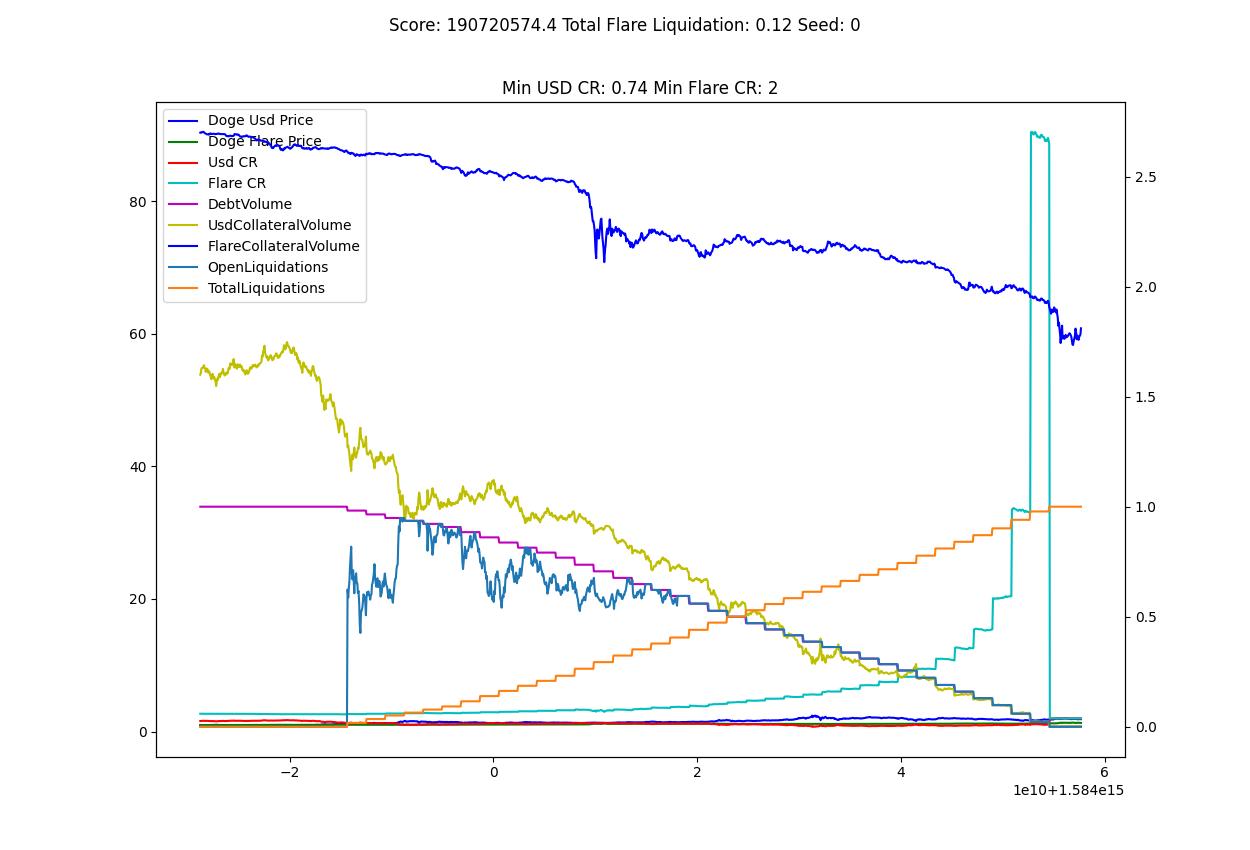 Score: 190720574.4 Total Flare Liquidation: 0.12 Seed: 0
Min USD CR: 0.74 Min Flare CR: 2
Doge Usd Price
Doge Flare Price
Usd CR
Flare CR
DebtVolume
UsdCollateralVolume
FlareCollateralVolume
OpenLiquidations
TotalLiquidations
80
60
40
20
0
2.5
2.0
1.5
1.0
0.5
0.0
−2
0
2
4
6
1e10+1.584e15